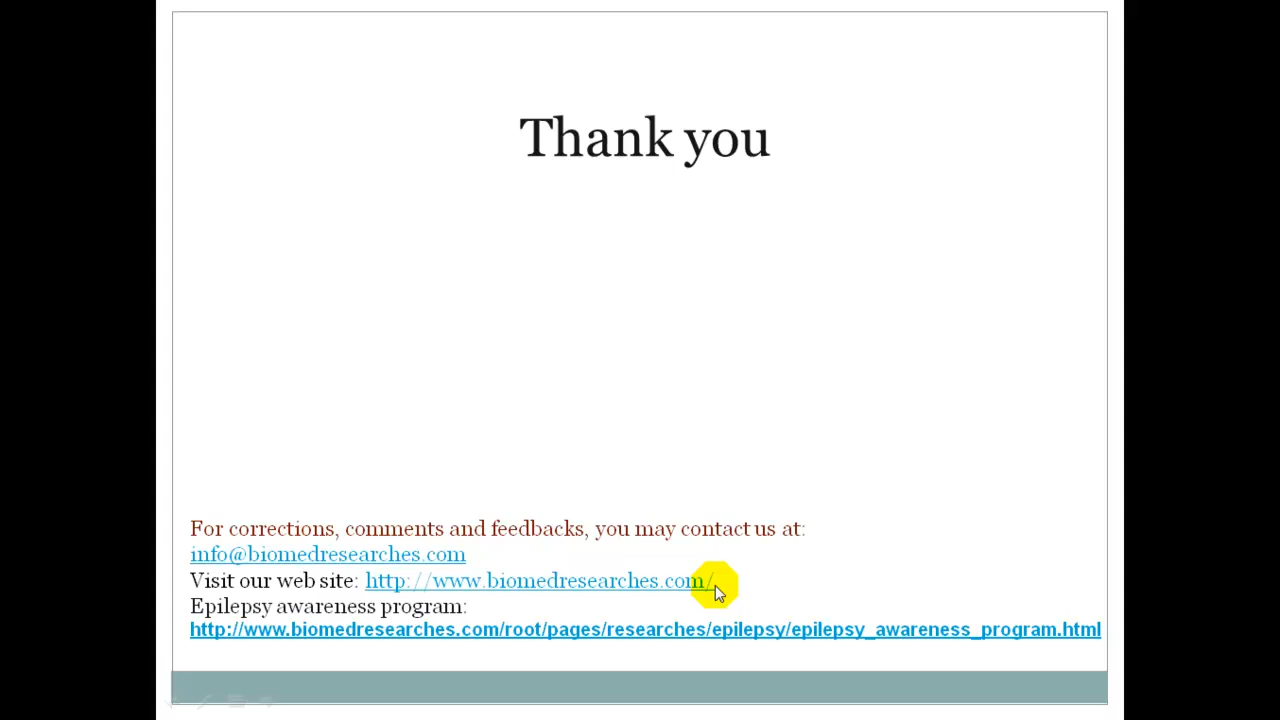 Thank you
For corrections, comments and feedbacks, you may contact us at:
info@biomedresearches.com
Visit our web site: http://www.biomedresearches.com/
Epilepsy awareness program:
http://www.biomedresearches.com/root/pages/researches/epilepsy/epilepsy_awareness_program.html